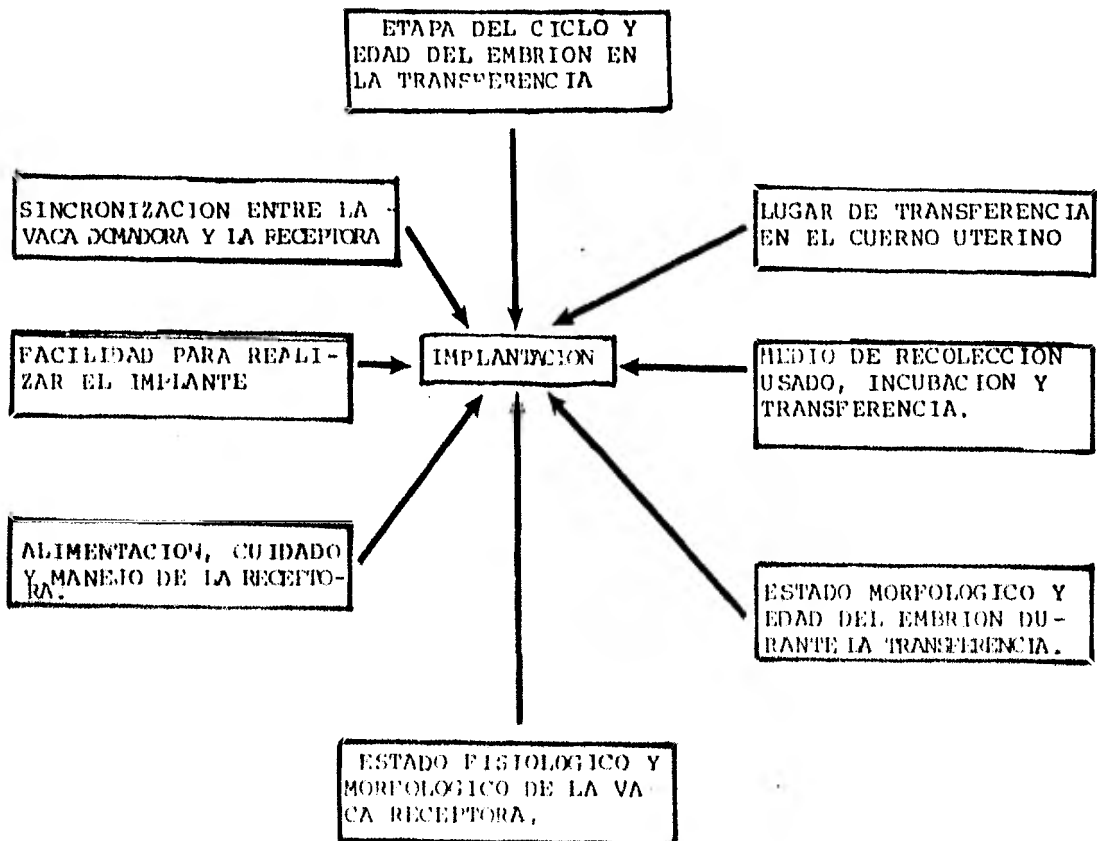 ETAPA DEL CICLO Y
EDAD DEL EMBRION EN
LA TRANSFERENCIA
SINCRONIZACION ENTRE LA
VACA DOMADORA Y LA RECEPTORA
LUGAR DE TRANSFERENCIA
EN EL CUERNO UTERINO
FACILIDAD PARA REALI-
ZAR EL IMPLANTE
IMPLANTACION
MEDIO DE RECOLECCION
USADO, INCUBACION Y
TRANSFERENCIA.
ALIMENTACION, CUIDADO
Y MANEJO DE LA RECEPTO-
RA.
ESTADO MORFOLOGICO Y
EDAD DEL EMBRION DU-
RANTE LA TRANSFERENCIA.
ESTADO FISIOLOGICO Y
MORFOLOGICO DE LA VA
CA RECEPTORA.